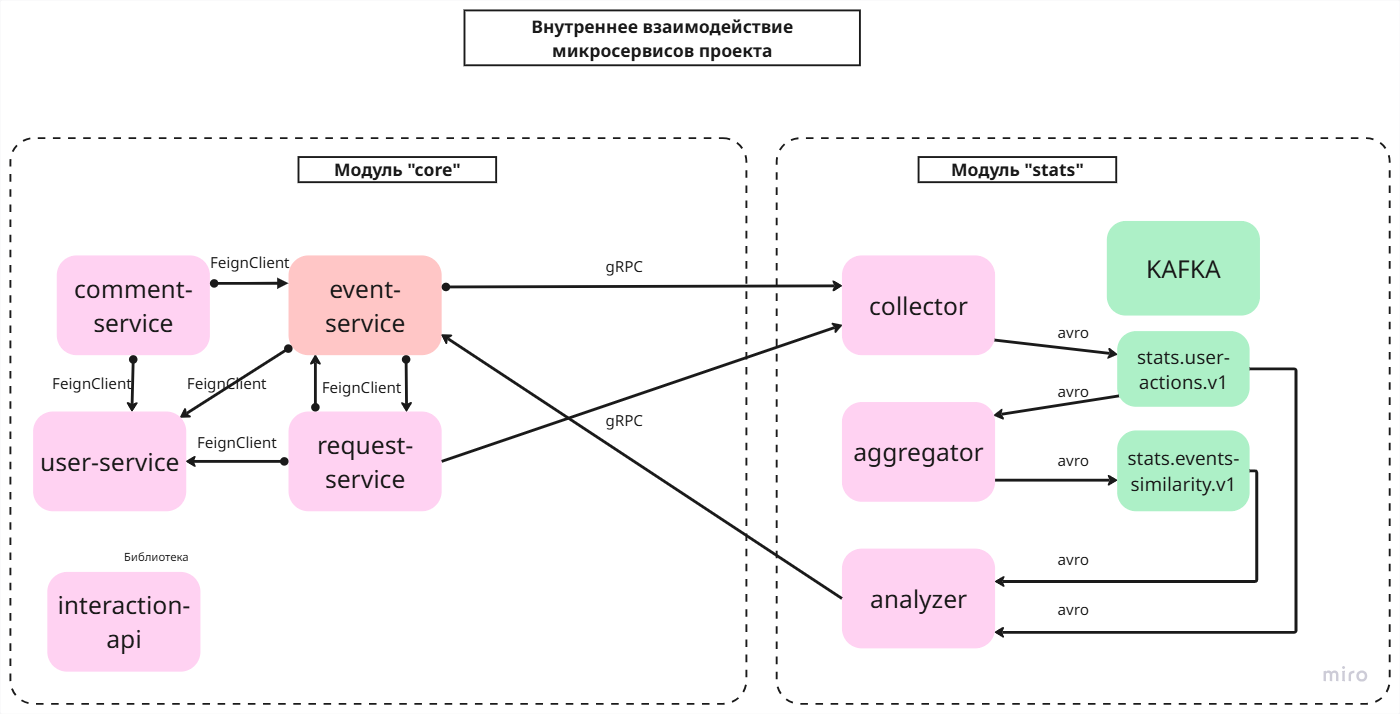 Внутреннее взаимодействие
микросервисов проекта
Модуль "core"
FeignClient
comment-
service
event-
service
FeignClient
FeignClient
FeignClient
FeignClient
user-service
request-
service
Библиотека
interaction-
api
gRPC
gRPC
Модуль "stats"
KAFKA
collector
avro
stats.user-
actions.v1
avro
aggregator
avro
stats.events-
similarity.v1
avro
analyzer
avro
miro